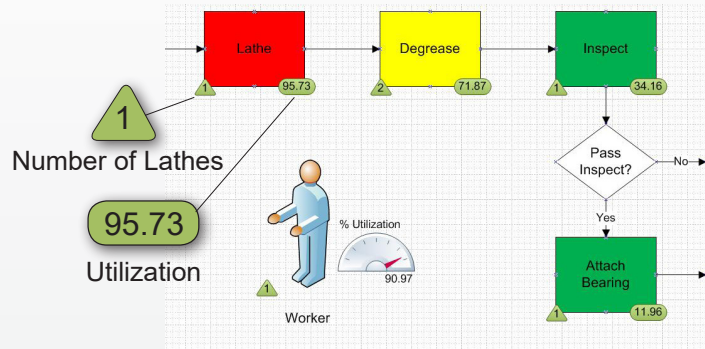 Lathe
1
95.73
Degrease
2
71.87
Inspect
1
34.16
1
Number of Lathes
95.73
Utilization
Pass
Inspect?
No
Yes
% Utilization
90.97
1
Worker
Attach
Bearing
1
11.96